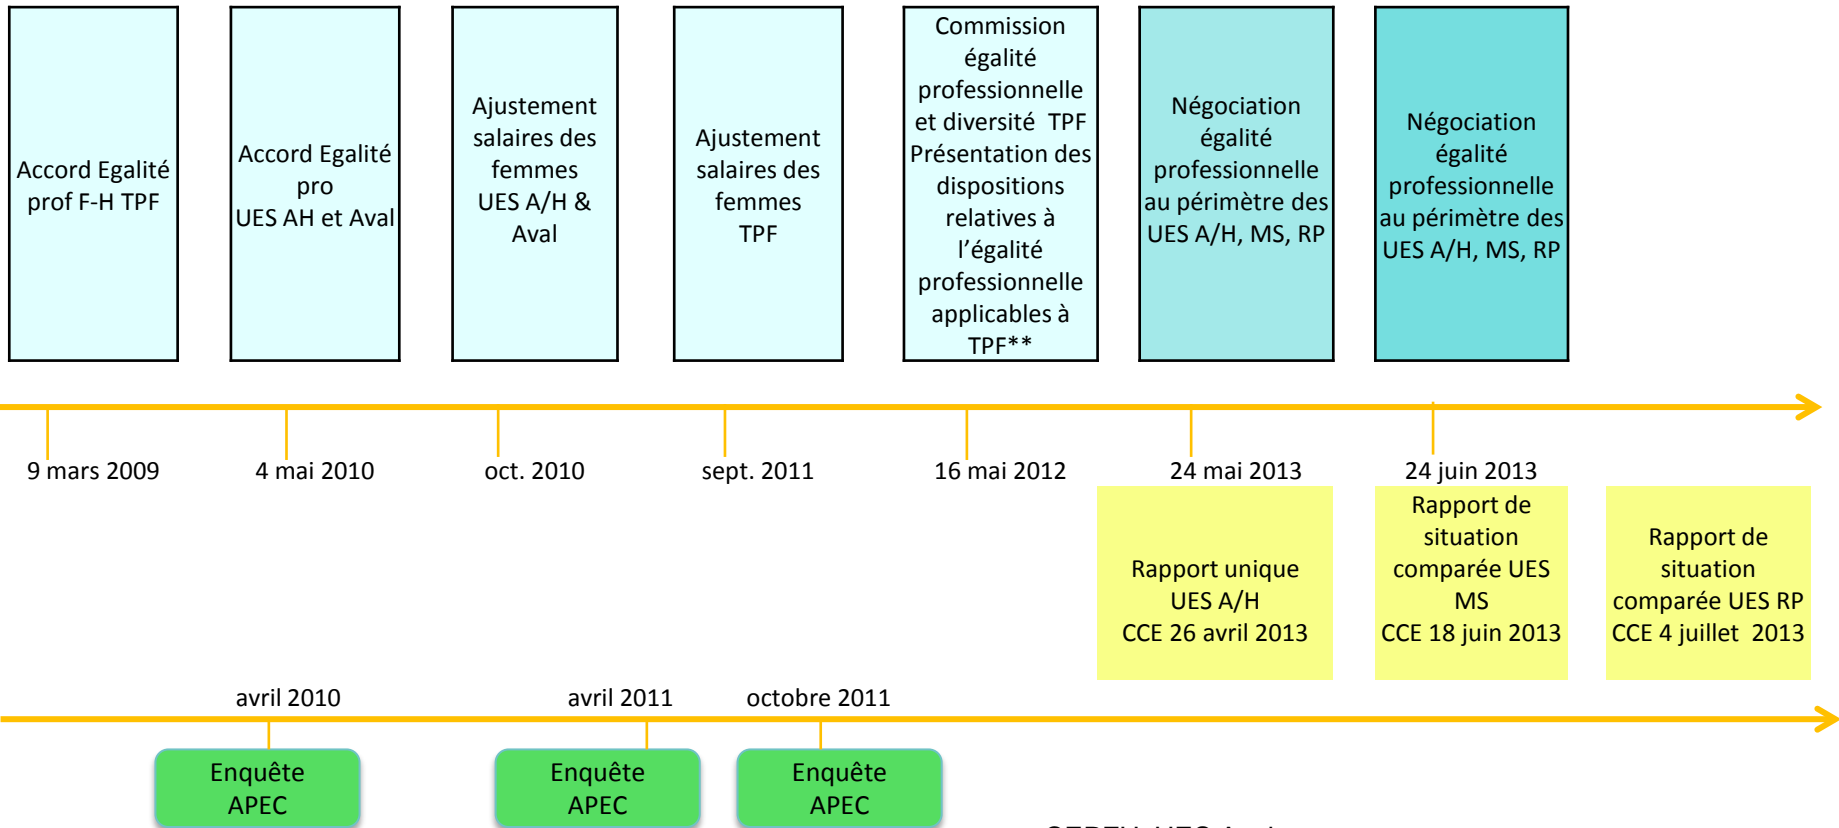 Accord Egalité
prof F-H TPF
Accord Egalité
pro
UES AH et Aval
Ajustement
salaires des
femmes
UES A/H &
Aval
Ajustement
salaires des
femmes
TPF
Commission
égalité
professionnelle
et diversité TPF
Présentation des
dispositions
relatives à
l'égalité
professionnelle
applicables à
TPF**
Négociation
égalité
professionnelle
au périmètre des
UES A/H, MS, RP
Négociation
égalité
professionnelle
au périmètre des
UES A/H, MS, RP
9 mars 2009
4 mai 2010
oct. 2010
sept. 2011
16 mai 2012
24 mai 2013
24 juin 2013
Rapport unique
UES A/H
CCE 26 avril 2013
Rapport de
situation
comparée UES
MS
CCE 18 juin 2013
Rapport de
situation
comparée UES RP
CCE 4 juillet 2013
avril 2010
avril 2011
octobre 2011
Enquête
APEC
Enquête
APEC
Enquête
APEC